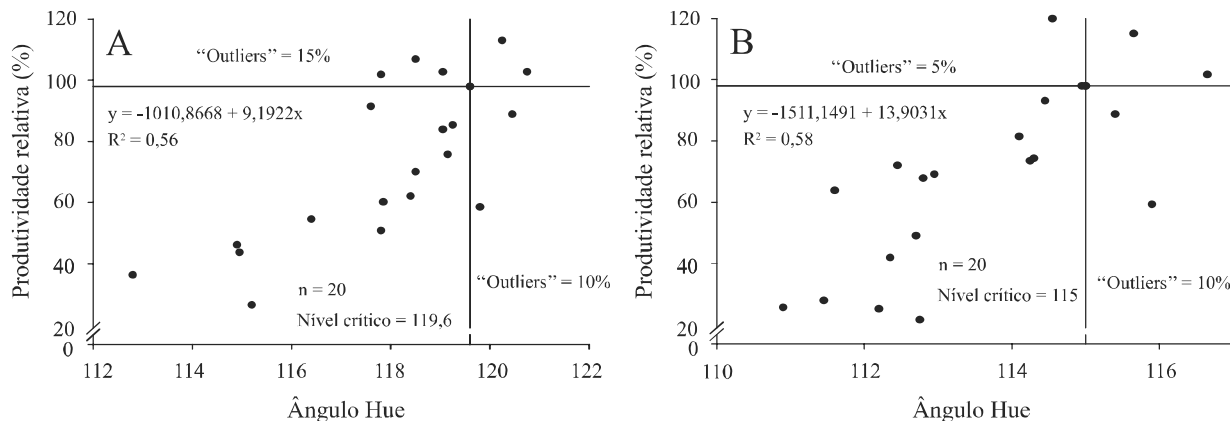 A
Produtividade relativa (%)
120
100
80
60
40
20
0
“Outliers” = 15%
y = -1010,8668 + 9,1922x
R² = 0,56
“Outliers” = 10%
n = 20
Nível crítico = 119,6
112 114 116 118 120 122
Ângulo Hue
B
Produtividade relativa (%)
120
100
80
60
40
20
0
“Outliers” = 5%
y = -1511,1491 + 13,9031x
R² = 0,58
n = 20
“Outliers” = 10%
Nível crítico = 115
110 112 114 116
Ângulo Hue